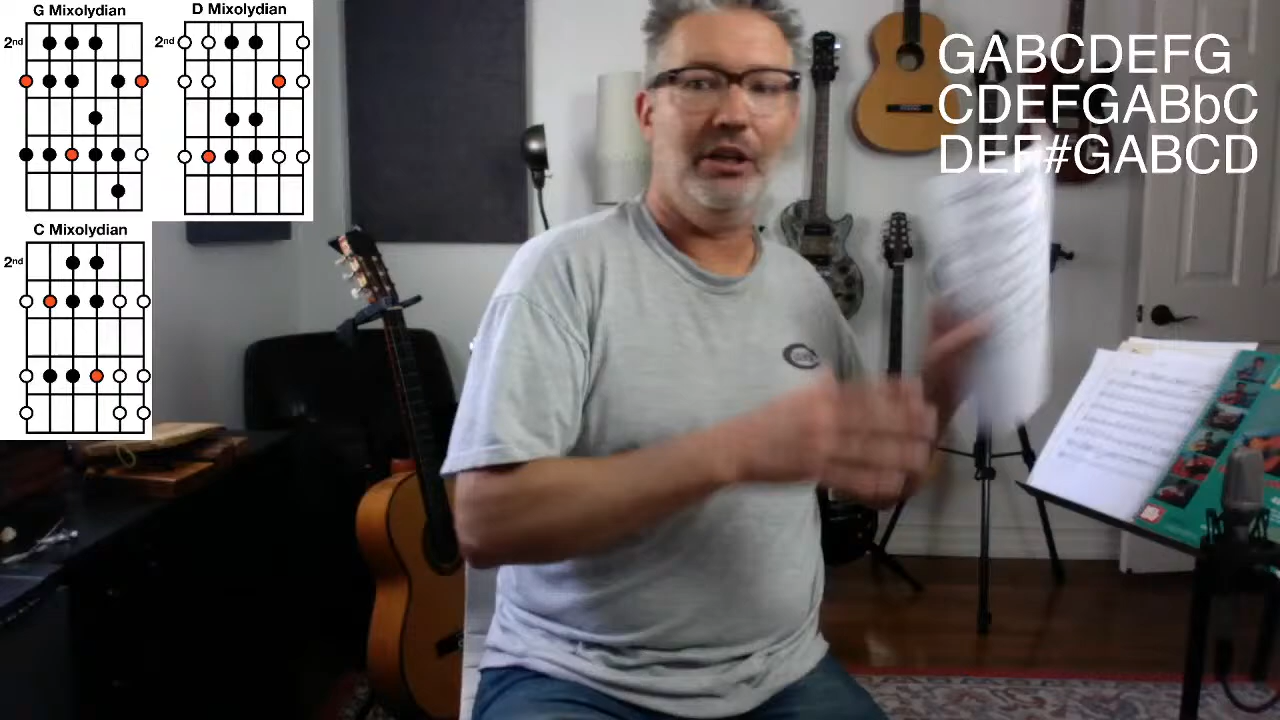 G Mixolydian
2nd
D Mixolydian
2nd
C Mixolydian
2nd
GABCDEFG
CDEFGABbC
DEF#GABCD